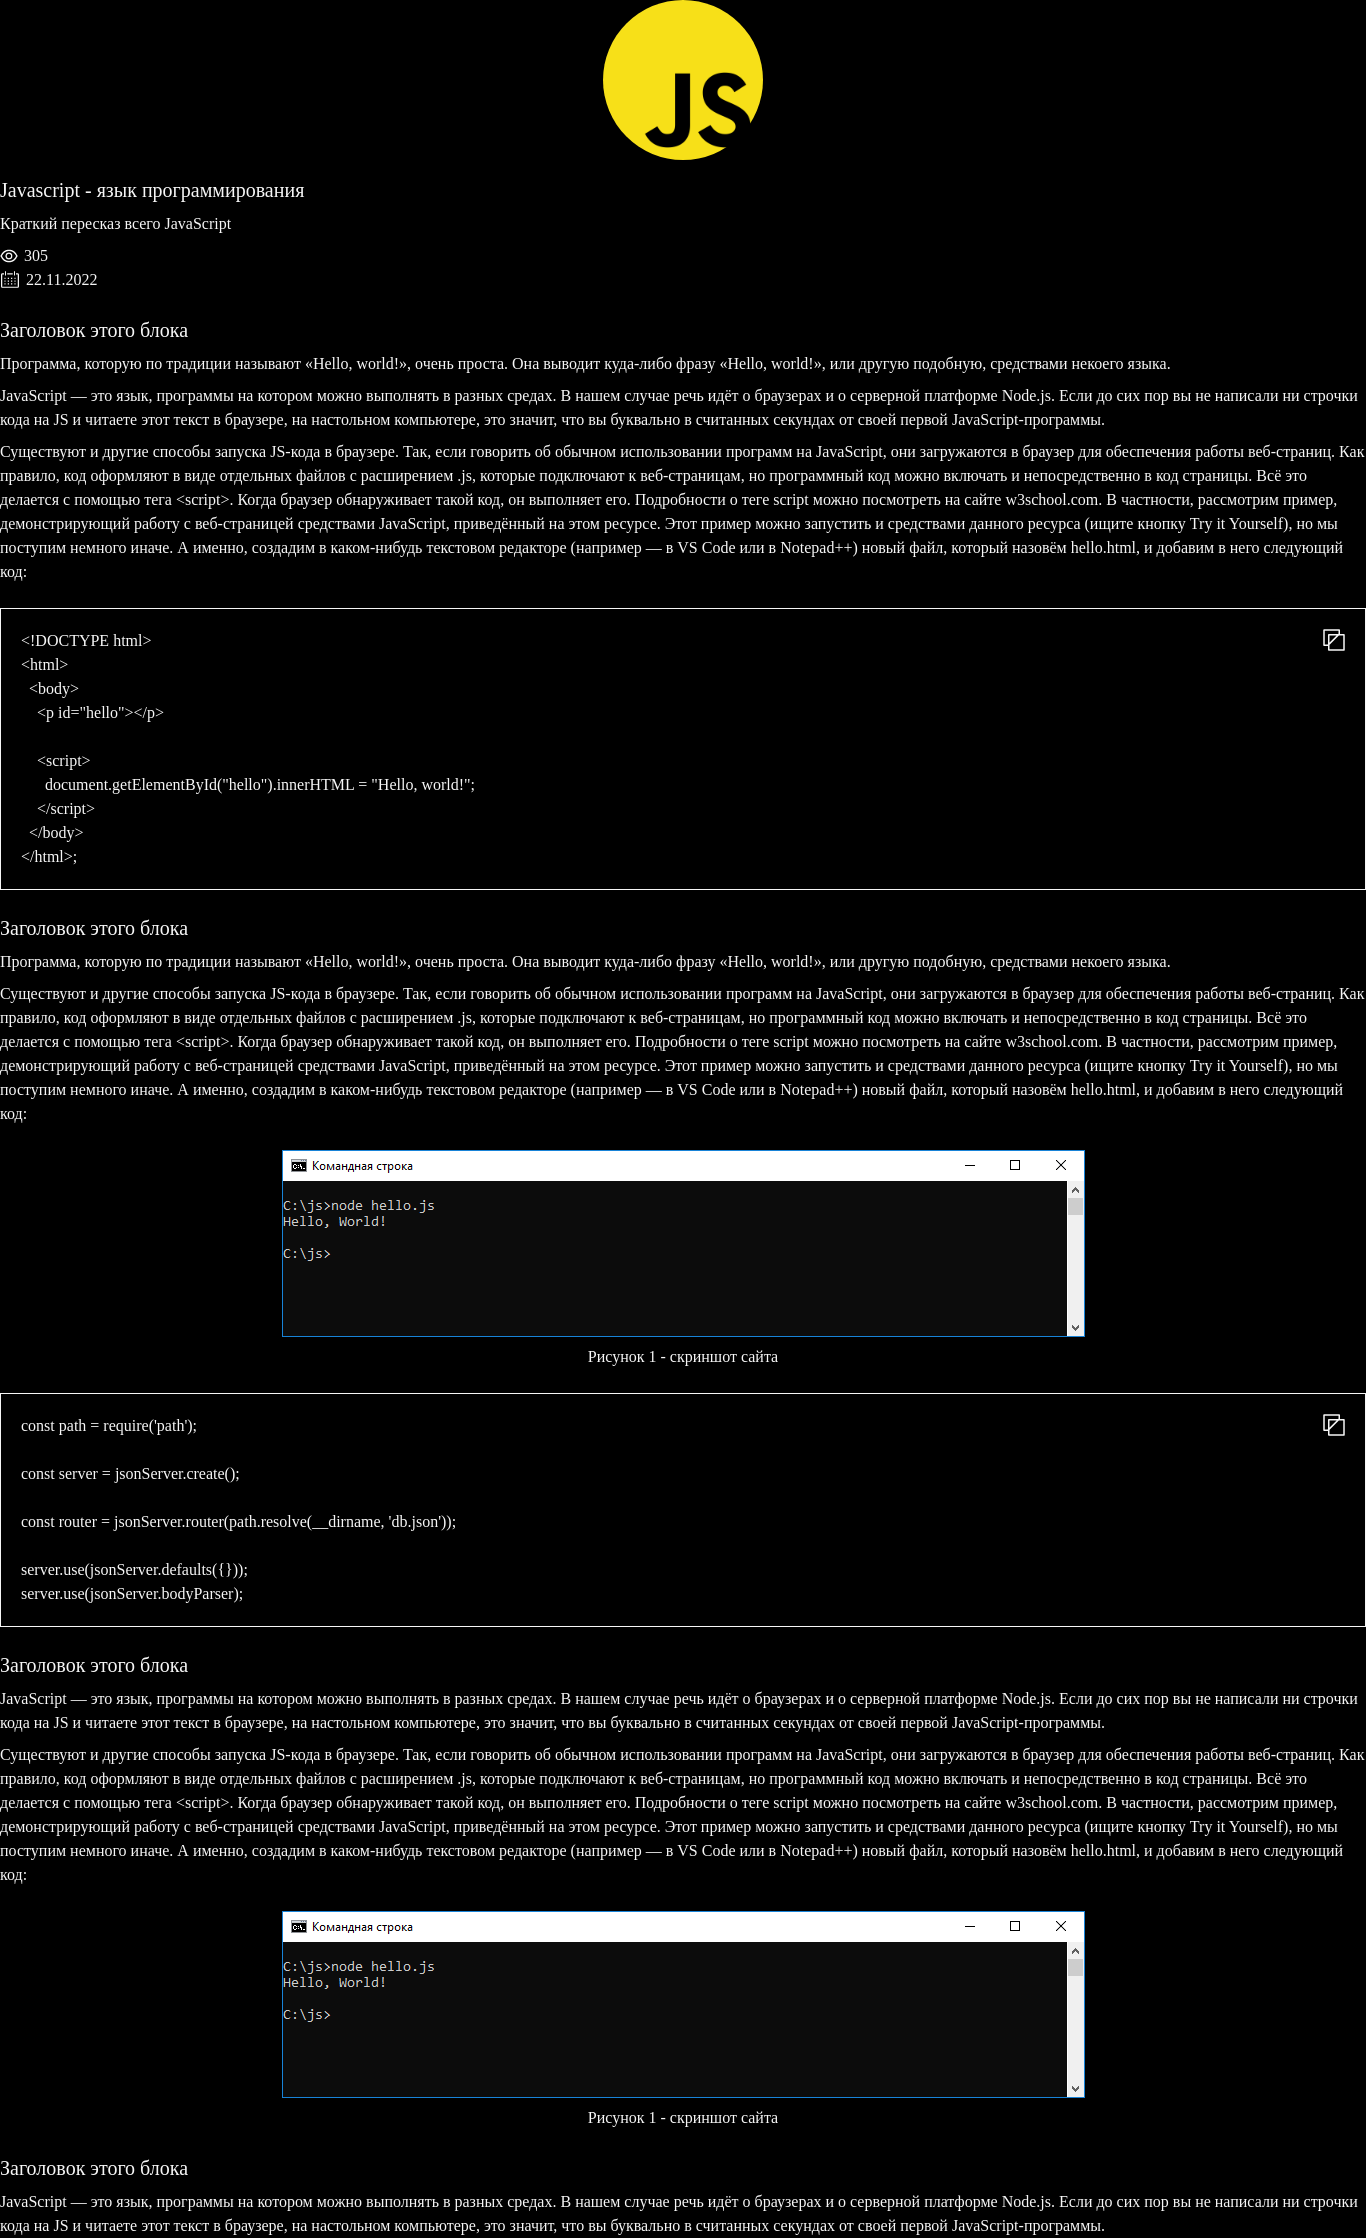 JS
Javascript - язык программирования
Краткий пересказ всего JavaScript
305
22.11.2022
Заголовок этого блока
Программа, которую по традиции называют «Hello, world!», очень проста. Она выводит куда-либо фразу «Hello, world!», или другую подобную, средствами некоего языка.
JavaScript — это язык, программы на котором можно выполнять в разных средах. В нашем случае речь идёт о браузерах и о серверной платформе Node.js. Если до сих пор вы не написали ни строчки
кода на JS и читаете этот текст в браузере, на настольном компьютере, это значит, что вы буквально в считанных секундах от своей первой JavaScript-программы.
Существуют и другие способы запуска JS-кода в браузере. Так, если говорить об обычном использовании программ на JavaScript, они загружаются в браузер для обеспечения работы веб-страниц. Как
правило, код оформляют в виде отдельных файлов с расширением .js, которые подключают к веб-страницам, но программный код можно включать и непосредственно в код страницы. Всё это
делается с помощью тега <script>. Когда браузер обнаруживает такой код, он выполняет его. Подробности о теге script можно посмотреть на сайте w3school.com. В частности, рассмотрим пример,
демонстрирующий работу с веб-страницей средствами JavaScript, приведённый на этом ресурсе. Этот пример можно запустить и средствами данного ресурса (ищите кнопку Try it Yourself), но мы
поступим немного иначе. А именно, создадим в каком-нибудь текстовом редакторе (например — в VS Code или в Notepad++) новый файл, который назовём hello.html, и добавим в него следующий
код:
<!DOCTYPE html>
<html>
<body>
<p id="hello"></p>
<script>
document.getElementById("hello").innerHTML = "Hello, world!";
</script>
</body>
</html>;
Заголовок этого блока
Программа, которую по традиции называют «Hello, world!», очень проста. Она выводит куда-либо фразу «Hello, world!», или другую подобную, средствами некоего языка.
Существуют и другие способы запуска JS-кода в браузере. Так, если говорить об обычном использовании программ на JavaScript, они загружаются в браузер для обеспечения работы веб-страниц. Как
правило, код оформляют в виде отдельных файлов с расширением .js, которые подключают к веб-страницам, но программный код можно включать и непосредственно в код страницы. Всё это
делается с помощью тега <script>. Когда браузер обнаруживает такой код, он выполняет его. Подробности о теге script можно посмотреть на сайте w3school.com. В частности, рассмотрим пример,
демонстрирующий работу с веб-страницей средствами JavaScript, приведённый на этом ресурсе. Этот пример можно запустить и средствами данного ресурса (ищите кнопку Try it Yourself), но мы
поступим немного иначе. А именно, создадим в каком-нибудь текстовом редакторе (например — в VS Code или в Notepad++) новый файл, который назовём hello.html, и добавим в него следующий
код:
Командная строка
C:\js>node hello.js
Hello, World!
C:\js>
Рисунок 1 - скриншот сайта
const path = require('path');
const server = jsonServer.create();
const router = jsonServer.router(path.resolve(__dirname, 'db.json'));
server.use(jsonServer.defaults({}));
server.use(jsonServer.bodyParser);
Заголовок этого блока
JavaScript — это язык, программы на котором можно выполнять в разных средах. В нашем случае речь идёт о браузерах и о серверной платформе Node.js. Если до сих пор вы не написали ни строчки
кода на JS и читаете этот текст в браузере, на настольном компьютере, это значит, что вы буквально в считанных секундах от своей первой JavaScript-программы.
Существуют и другие способы запуска JS-кода в браузере. Так, если говорить об обычном использовании программ на JavaScript, они загружаются в браузер для обеспечения работы веб-страниц. Как
правило, код оформляют в виде отдельных файлов с расширением .js, которые подключают к веб-страницам, но программный код можно включать и непосредственно в код страницы. Всё это
делается с помощью тега <script>. Когда браузер обнаруживает такой код, он выполняет его. Подробности о теге script можно посмотреть на сайте w3school.com. В частности, рассмотрим пример,
демонстрирующий работу с веб-страницей средствами JavaScript, приведённый на этом ресурсе. Этот пример можно запустить и средствами данного ресурса (ищите кнопку Try it Yourself), но мы
поступим немного иначе. А именно, создадим в каком-нибудь текстовом редакторе (например — в VS Code или в Notepad++) новый файл, который назовём hello.html, и добавим в него следующий
код:
Командная строка
C:\js>node hello.js
Hello, World!
C:\js>
Рисунок 1 - скриншот сайта
Заголовок этого блока
JavaScript — это язык, программы на котором можно выполнять в разных средах. В нашем случае речь идёт о браузерах и о серверной платформе Node.js. Если до сих пор вы не написали ни строчки
кода на JS и читаете этот текст в браузере, на настольном компьютере, это значит, что вы буквально в считанных секундах от своей первой JavaScript-программы.